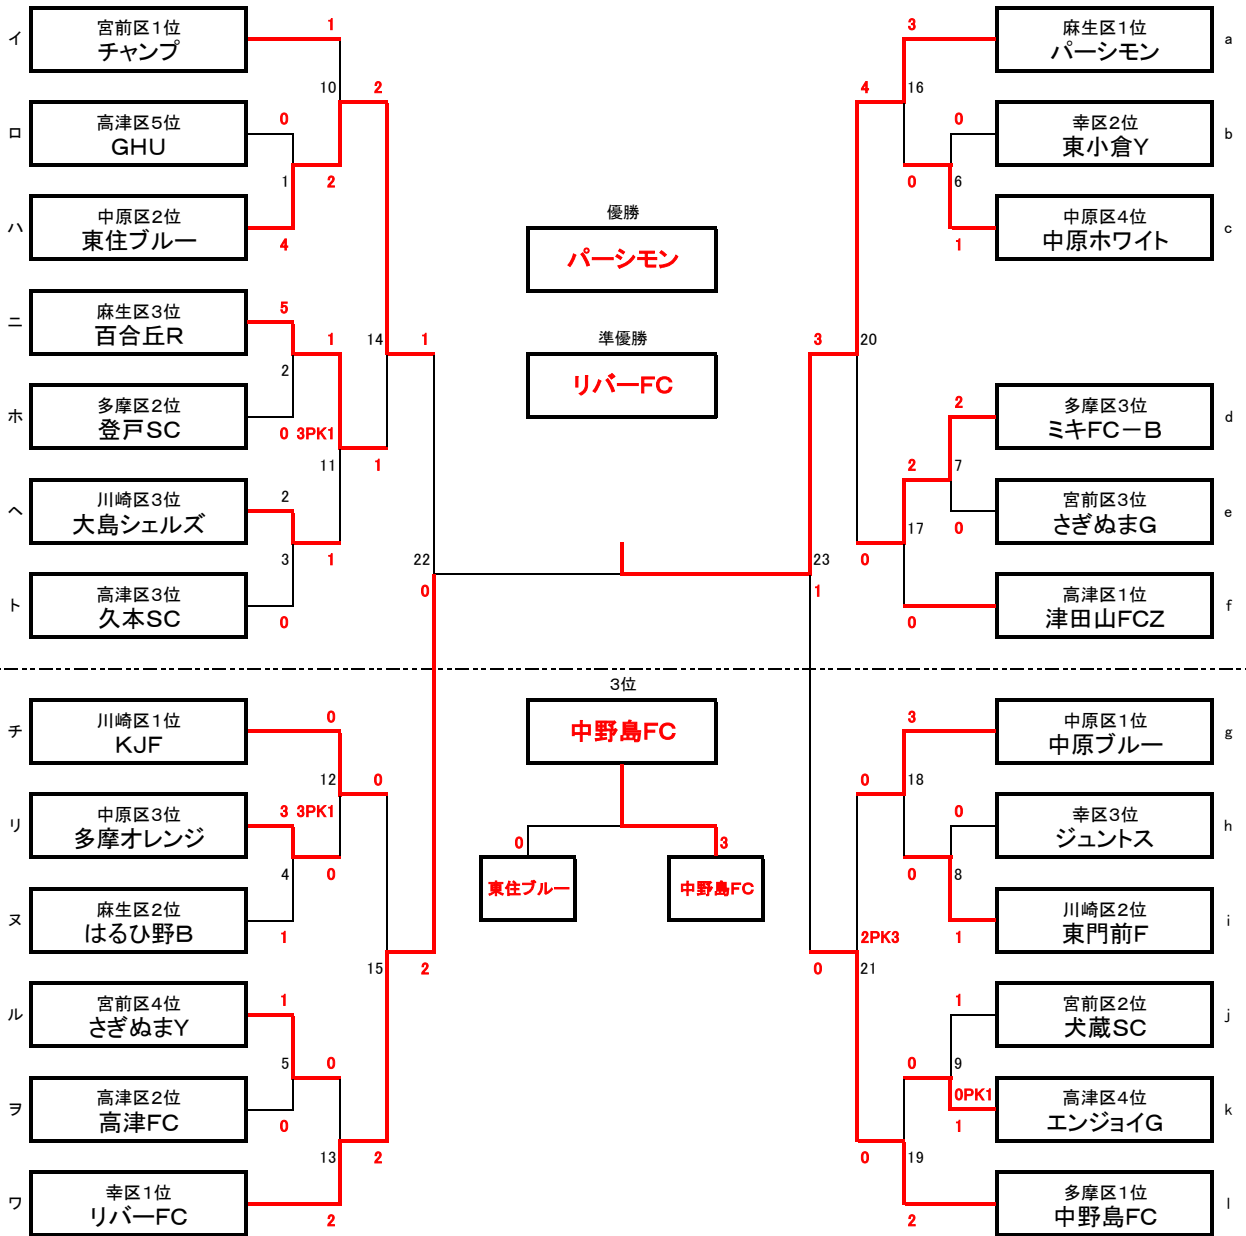 イ
宮前区1位
チャンプ
1
10
2
ロ
高津区5位
GHU
0
1
2
ハ
中原区2位
東住ブルー
4
ニ
麻生区3位
百合丘R
5
1
14
1
2
ホ
多摩区2位
登戸SC
0
3PK1
11
1
ヘ
川崎区3位
大島シェルズ
2
3
1
22
0
ト
高津区3位
久本SC
0
チ
川崎区1位
KJF
0
12
0
リ
中原区3位
多摩オレンジ
3
3PK1
4
0
ヌ
麻生区2位
はるひ野B
1
15
2
ル
宮前区4位
さぎぬまY
1
5
0
ヲ
高津区2位
高津FC
0
13
2
ワ
幸区1位
リバーFC
2
優勝
パーシモン
準優勝
リバーFC
3位
中野島FC
0
3
東住ブルー
中野島FC
3
麻生区1位
パーシモン
a
4
16
0
幸区2位
東小倉Y
b
0
6
中原区4位
中原ホワイト
c
1
3
20
2
多摩区3位
ミキFC－B
d
2
7
宮前区3位
さぎぬまG
e
17
0
23
0
1
高津区1位
津田山FCZ
f
0
3
中原区1位
中原ブルー
g
0
18
0
幸区3位
ジュントス
h
0
8
川崎区2位
東門前F
i
2PK3
1
0
21
1
宮前区2位
犬蔵SC
j
0
9
0PK1
高津区4位
エンジョイG
k
1
0
19
多摩区1位
中野島FC
l
2